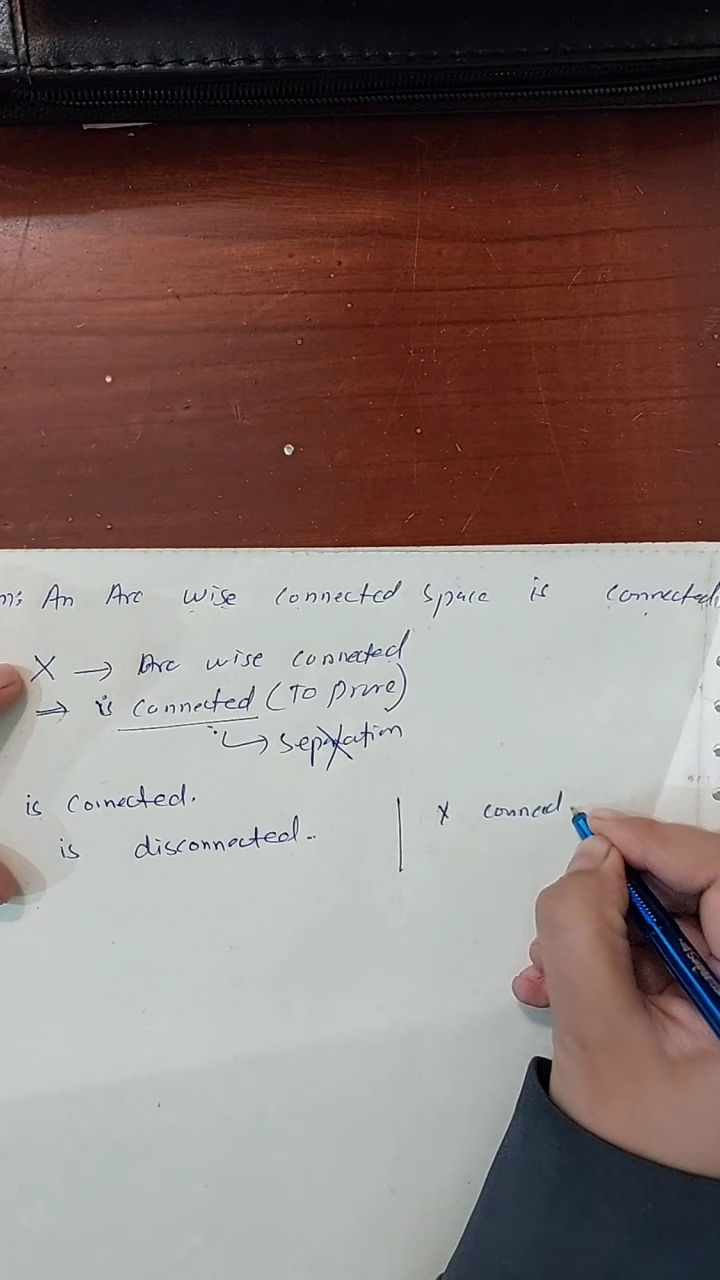 n: An Arc wise connected space is connected
X → Arc wise connected
⇒ is connected (To prove)
↳ separation
is connected.
is disconnected..
X conned